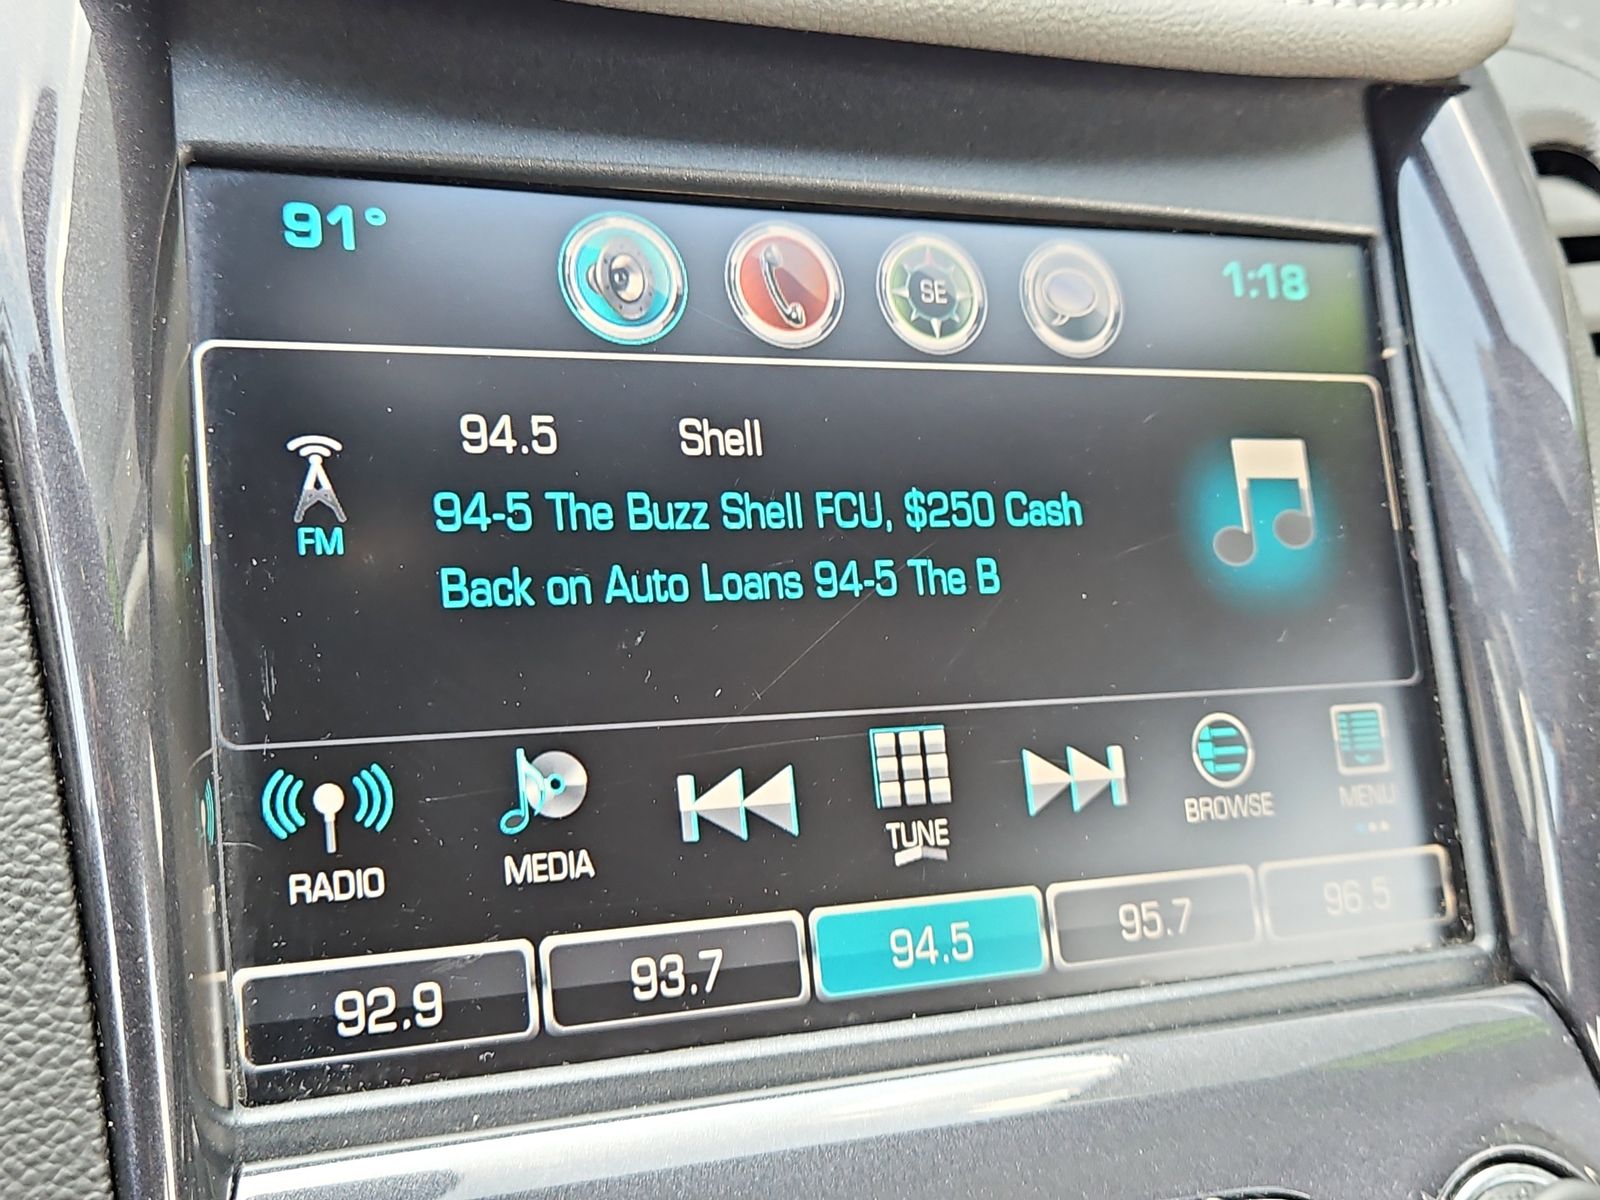 91°
SE
1:18
94.5 Shell
FM
94-5 The Buzz Shell FCU, $250 Cash
Back on Auto Loans 94-5 The B
RADIO
MEDIA
TUNE
BROWSE
MENU
92.9
93.7
94.5
95.7
96.5